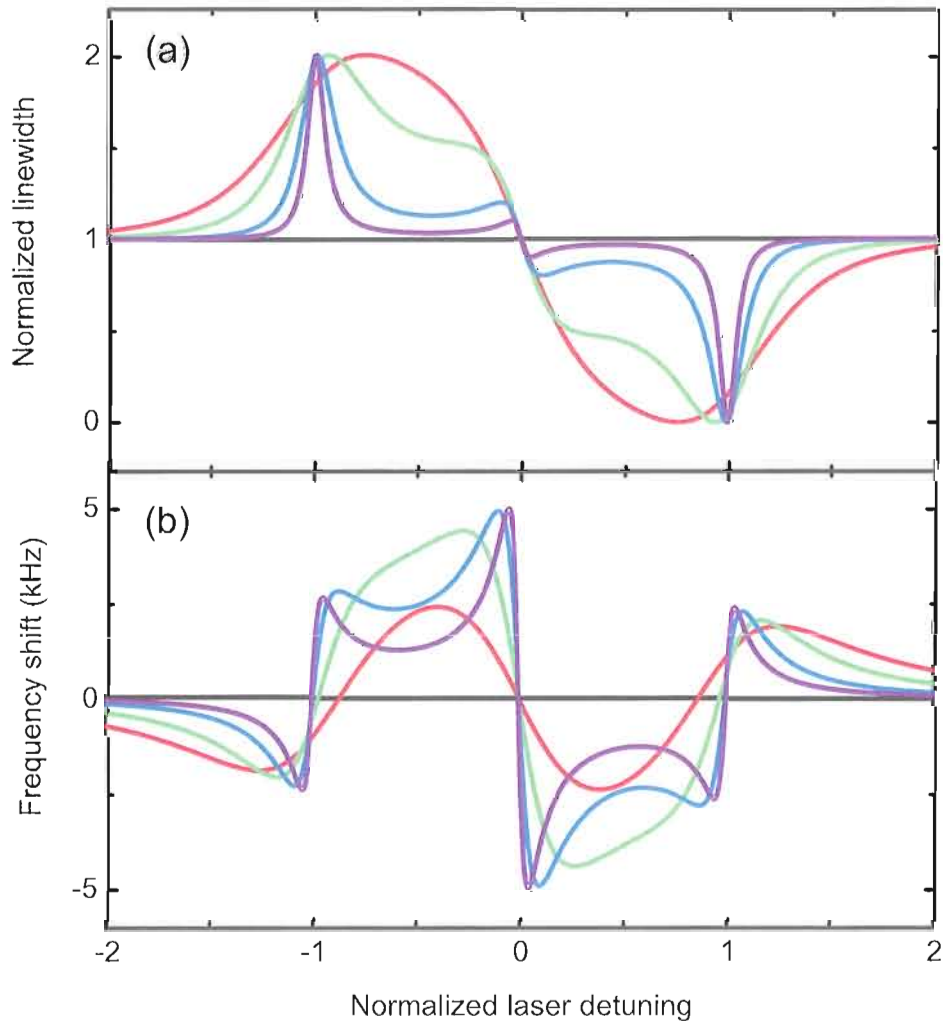 (a)
Normalized linewidth
2
1
0
(b)
Frequency shift (kHz)
5
0
-5
-2 -1 0 1 2
Normalized laser detuning